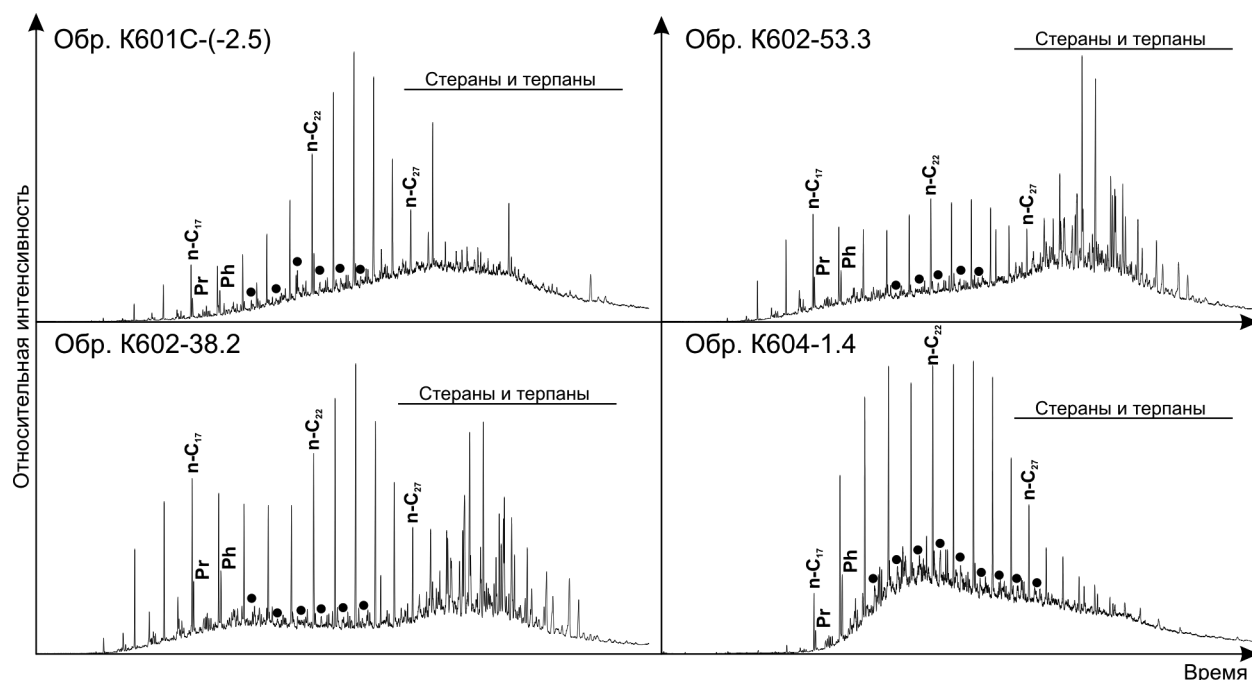 Обр. К601С-(-2.5)
Стераны и терпаны
n-C₁₇
Pr
Ph
n-C₂₂
n-C₂₇
Обр. К602-53.3
Стераны и терпаны
n-C₁₇
Pr
Ph
n-C₂₂
n-C₂₇
Относительная интенсивность
Обр. К602-38.2
Стераны и терпаны
n-C₁₇
Pr
Ph
n-C₂₂
n-C₂₇
Обр. К604-1.4
Стераны и терпаны
n-C₁₇
Pr
Ph
n-C₂₂
n-C₂₇
Время